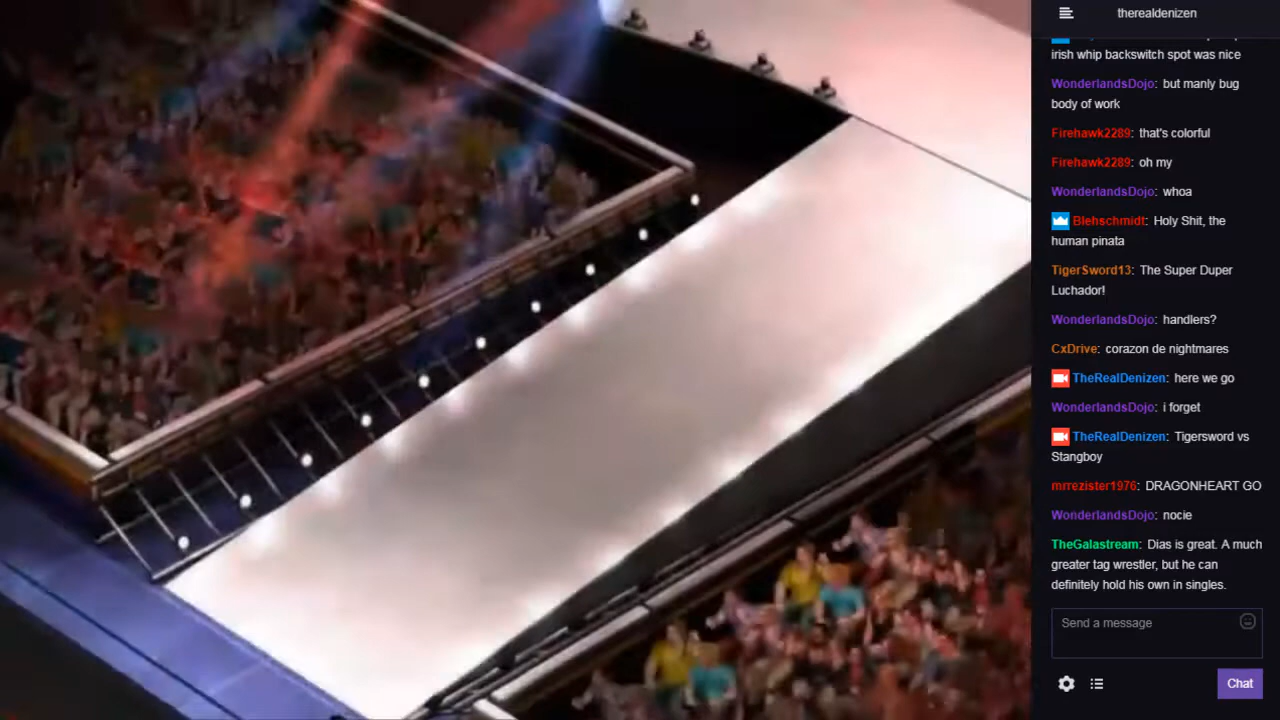 therealdenizen
irish whip backswitch spot was nice
WonderlandsDojo: but manly bug
body of work
Firehawk2289: that's colorful
Firehawk2289: oh my
WonderlandsDojo: whoa
Blehschmidt: Holy Shit, the
human pinata
TigerSword13: The Super Duper
Luchador!
WonderlandsDojo: handlers?
CxDrive: corazon de nightmares
TheRealDenizen: here we go
WonderlandsDojo: i forget
TheRealDenizen: Tigersword vs
Stangboy
mrrezister1976: DRAGONHEART GO
WonderlandsDojo: nocie
TheGalastream: Dias is great. A much
greater tag wrestler, but he can
definitely hold his own in singles.
Send a message
Chat